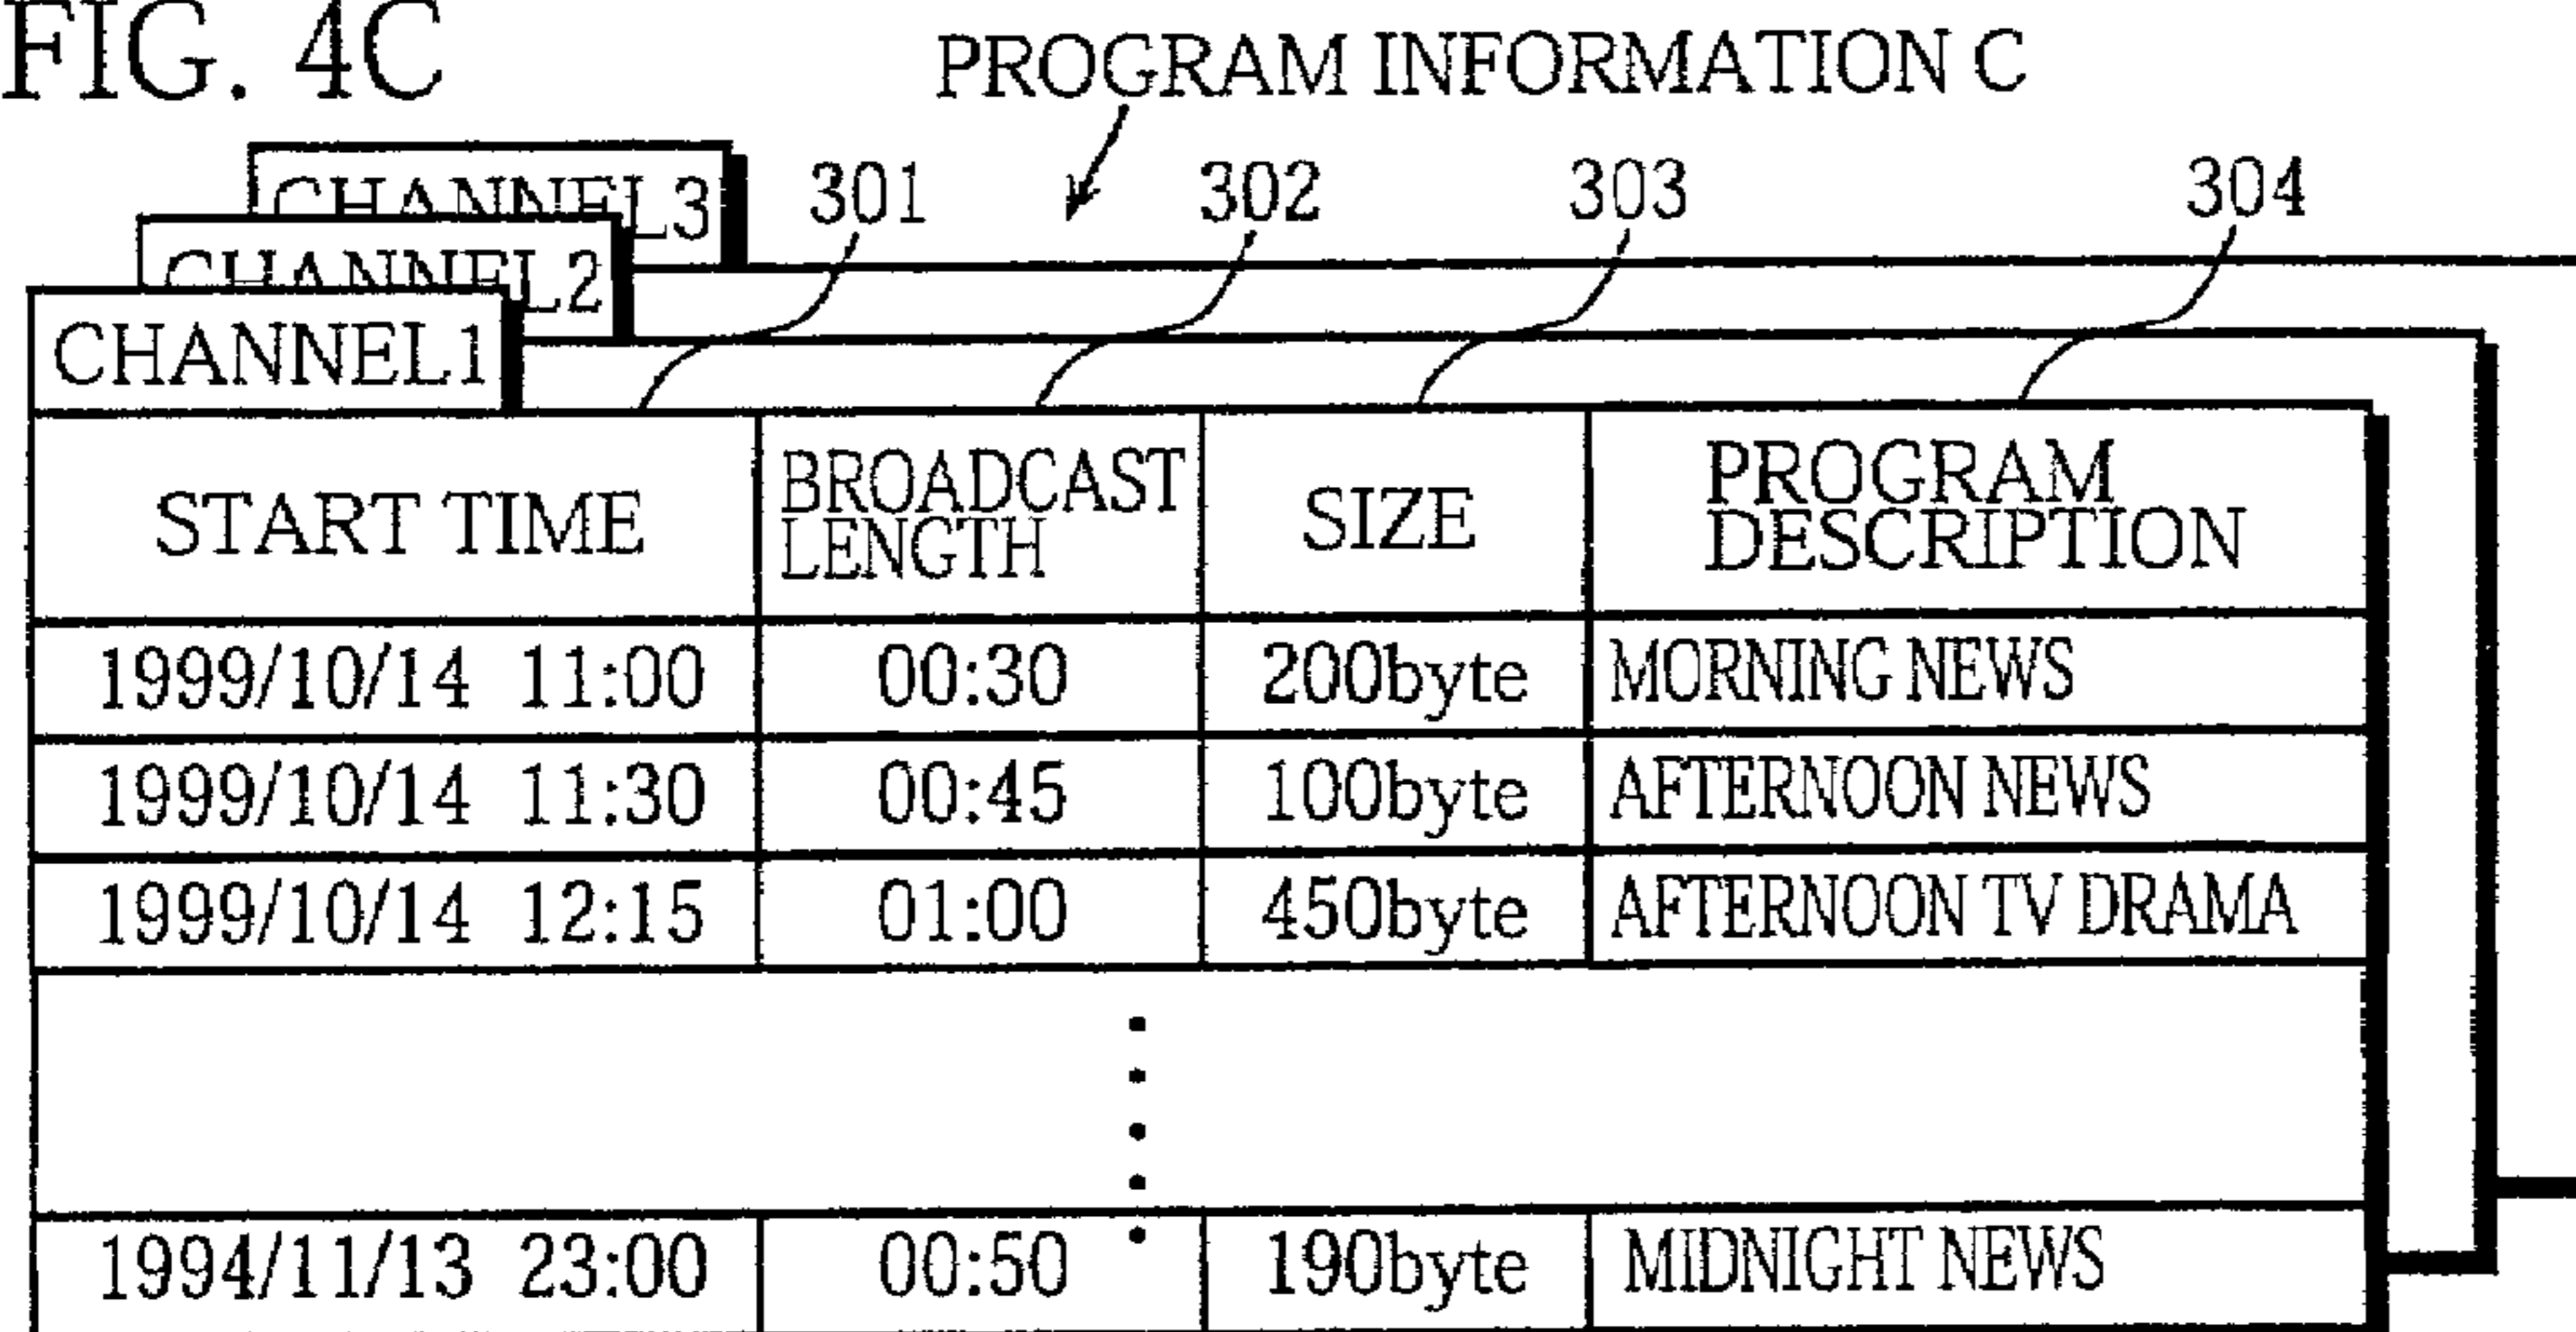 FIG. 4C
PROGRAM INFORMATION C
CHANNEL3
301
302
303
304
CHANNEL2
CHANNEL1
START TIME
BROADCAST
LENGTH
SIZE
PROGRAM
DESCRIPTION
1999/10/14 11:00 00:30 200byte MORNING NEWS
1999/10/14 11:30 00:45 100byte AFTERNOON NEWS
1999/10/14 12:15 01:00 450byte AFTERNOON TV DRAMA
1994/11/13 23:00 00:50 190byte MIDNIGHT NEWS